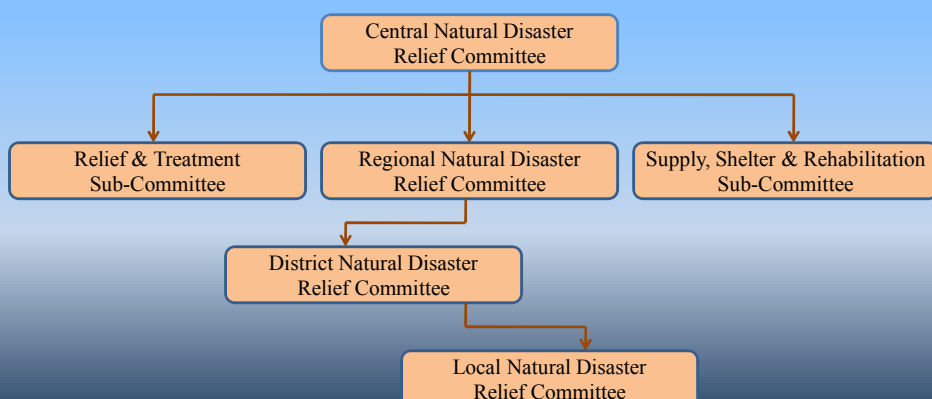 Central Natural Disaster
Relief Committee
Relief & Treatment
Sub-Committee
Regional Natural Disaster
Relief Committee
Supply, Shelter & Rehabilitation
Sub-Committee
District Natural Disaster
Relief Committee
Local Natural Disaster
Relief Committee